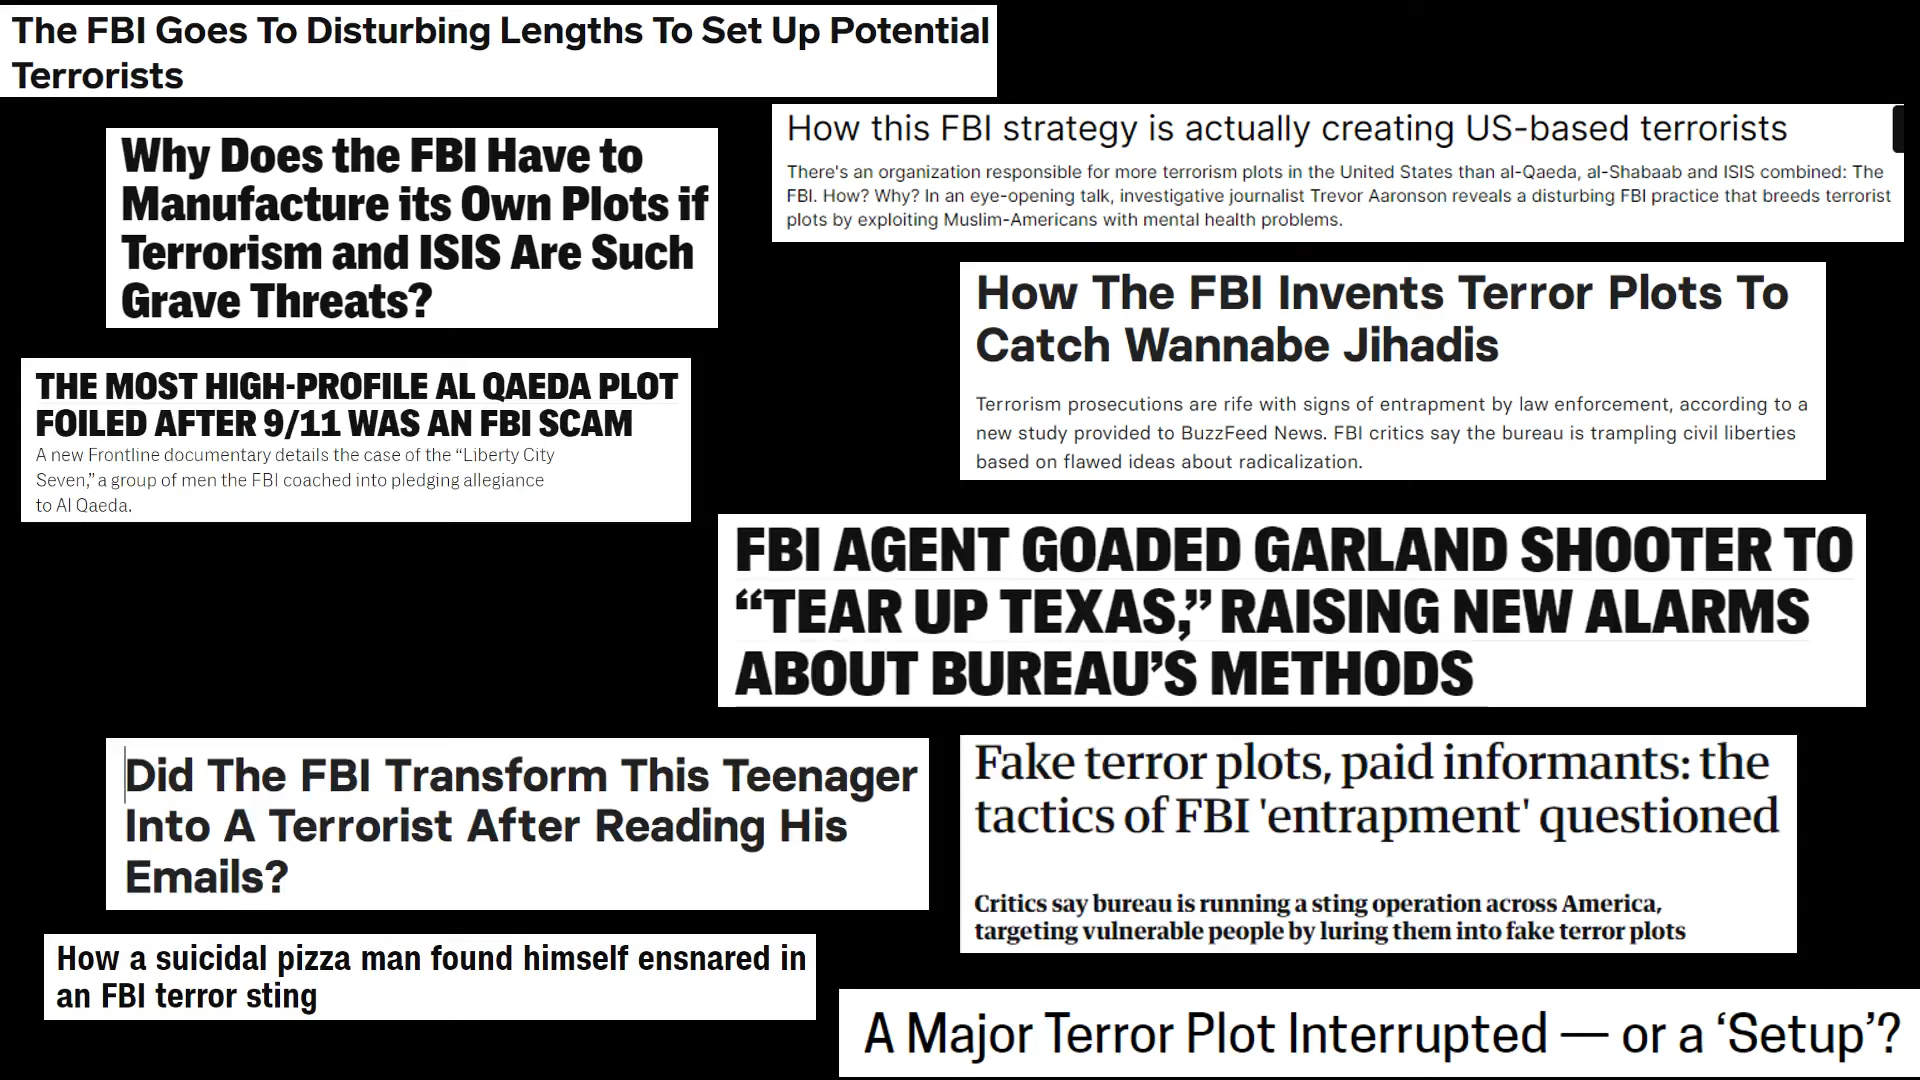 The FBI Goes To Disturbing Lengths To Set Up Potential
Terrorists
Why Does the FBI Have to
Manufacture its Own Plots if
Terrorism and ISIS Are Such
Grave Threats?
How this FBI strategy is actually creating US-based terrorists
There's an organization responsible for more terrorism plots in the United States than al-Qaeda, al-Shabaab and ISIS combined: The
FBI. How? Why? In an eye-opening talk, investigative journalist Trevor Aaronson reveals a disturbing FBI practice that breeds terrorist
plots by exploiting Muslim-Americans with mental health problems.
How The FBI Invents Terror Plots To
Catch Wannabe Jihadis
Terrorism prosecutions are rife with signs of entrapment by law enforcement, according to a
new study provided to BuzzFeed News. FBI critics say the bureau is trampling civil liberties
based on flawed ideas about radicalization.
THE MOST HIGH-PROFILE AL QAEDA PLOT
FOILED AFTER 9/11 WAS AN FBI SCAM
A new Frontline documentary details the case of the “Liberty City
Seven,” a group of men the FBI coached into pledging allegiance
to Al Qaeda.
FBI AGENT GOADED GARLAND SHOOTER TO
“TEAR UP TEXAS,” RAISING NEW ALARMS
ABOUT BUREAU’S METHODS
Did The FBI Transform This Teenager
Into A Terrorist After Reading His
Emails?
Fake terror plots, paid informants: the
tactics of FBI 'entrapment' questioned
Critics say bureau is running a sting operation across America,
targeting vulnerable people by luring them into fake terror plots
How a suicidal pizza man found himself ensnared in
an FBI terror sting
A Major Terror Plot Interrupted — or a ‘Setup’?